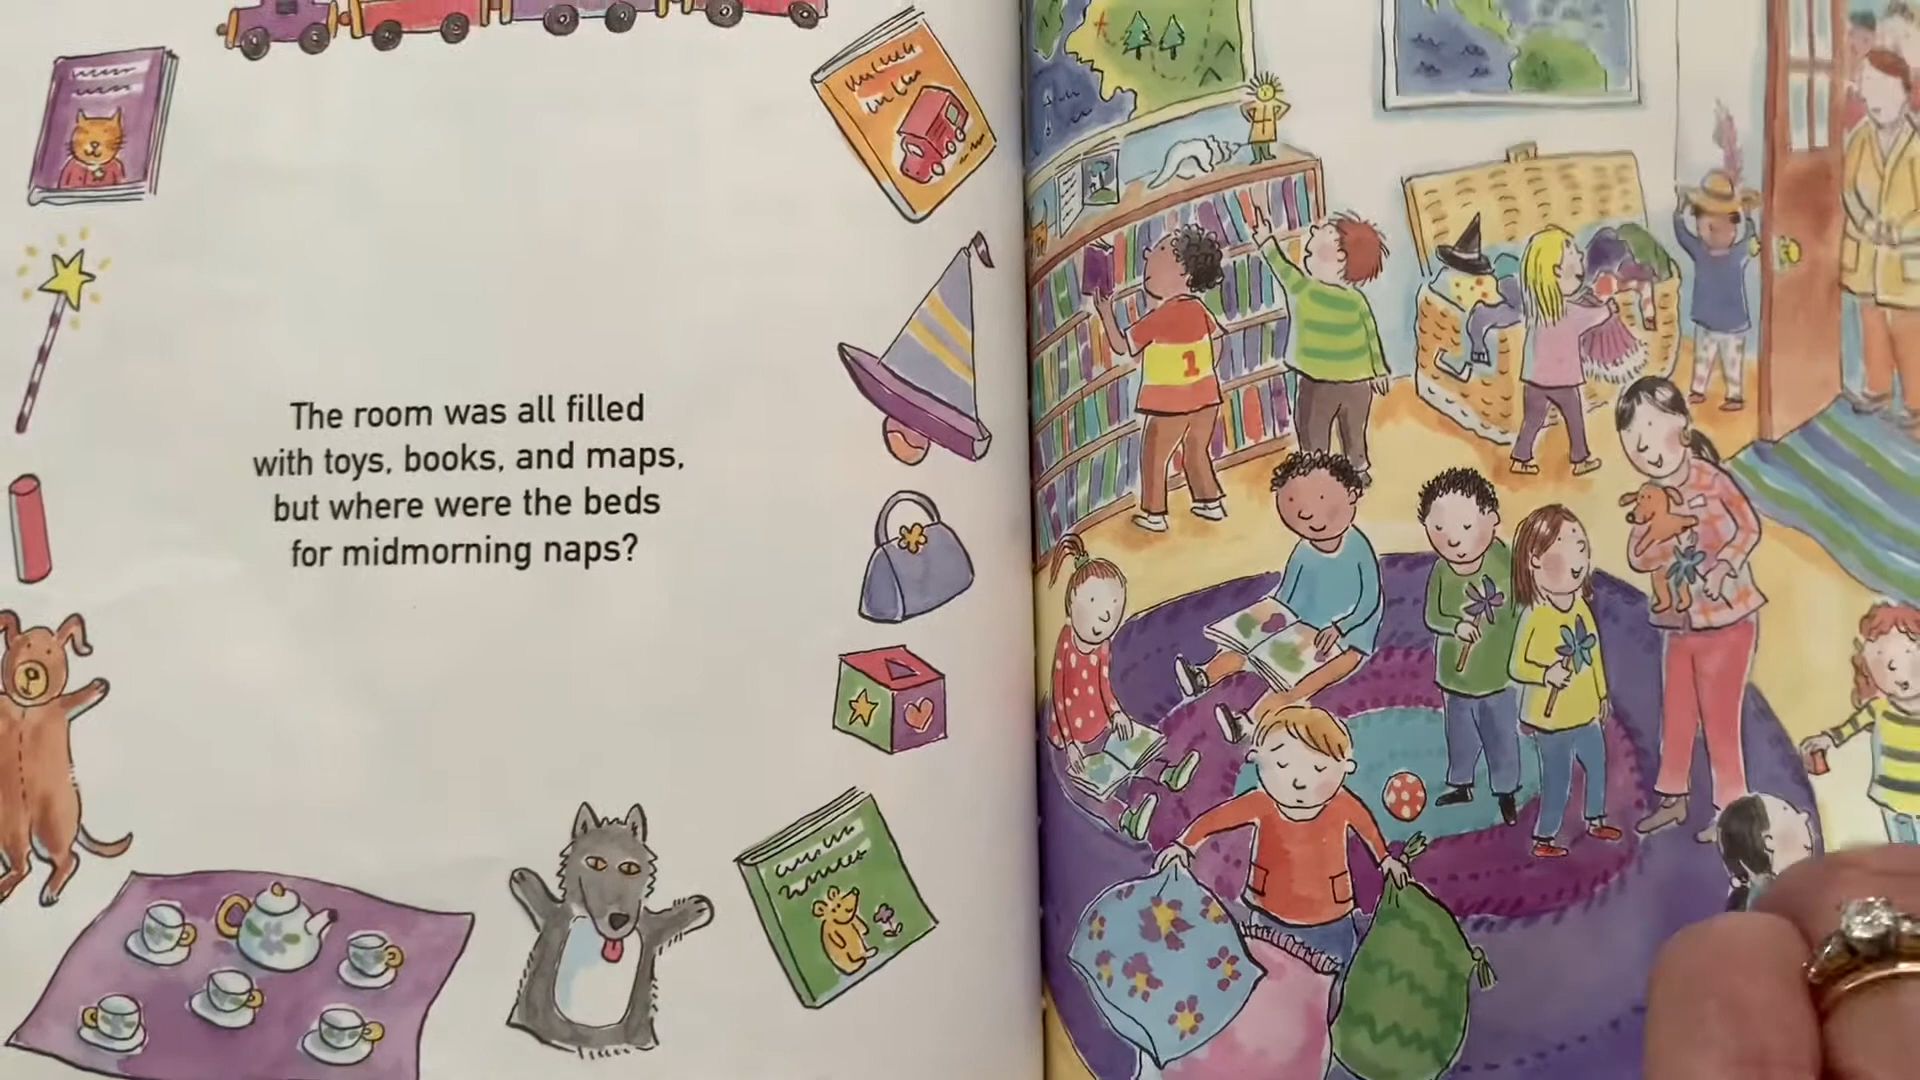 The room was all filled
with toys, books, and maps,
but where were the beds
for midmorning naps?
1